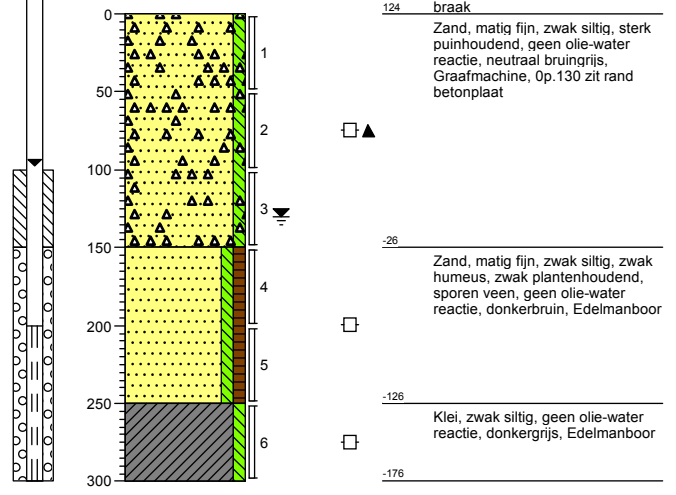 124 braak
0
Zand, matig fijn, zwak siltig, sterk
puinhoudend, geen olie-water
reactie, neutraal bruingrijs,
Graafmachine, 0p.130 zit rand
betonplaat
1
50
2
100
3
-26
150
Zand, matig fijn, zwak siltig, zwak
humeus, zwak plantenhoudend,
sporen veen, geen olie-water
reactie, donkerbruin, Edelmanboor
4
200
5
-126
250
Klei, zwak siltig, geen olie-water
reactie, donkergrijs, Edelmanboor
6
-176
300